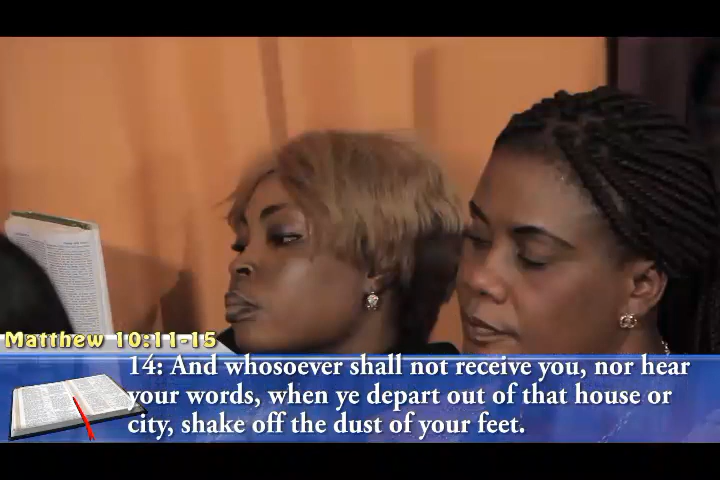 Matthew 10:11-15
14: And whosoever shall not receive you, nor hear
your words, when ye depart out of that house or
city, shake off the dust of your feet.